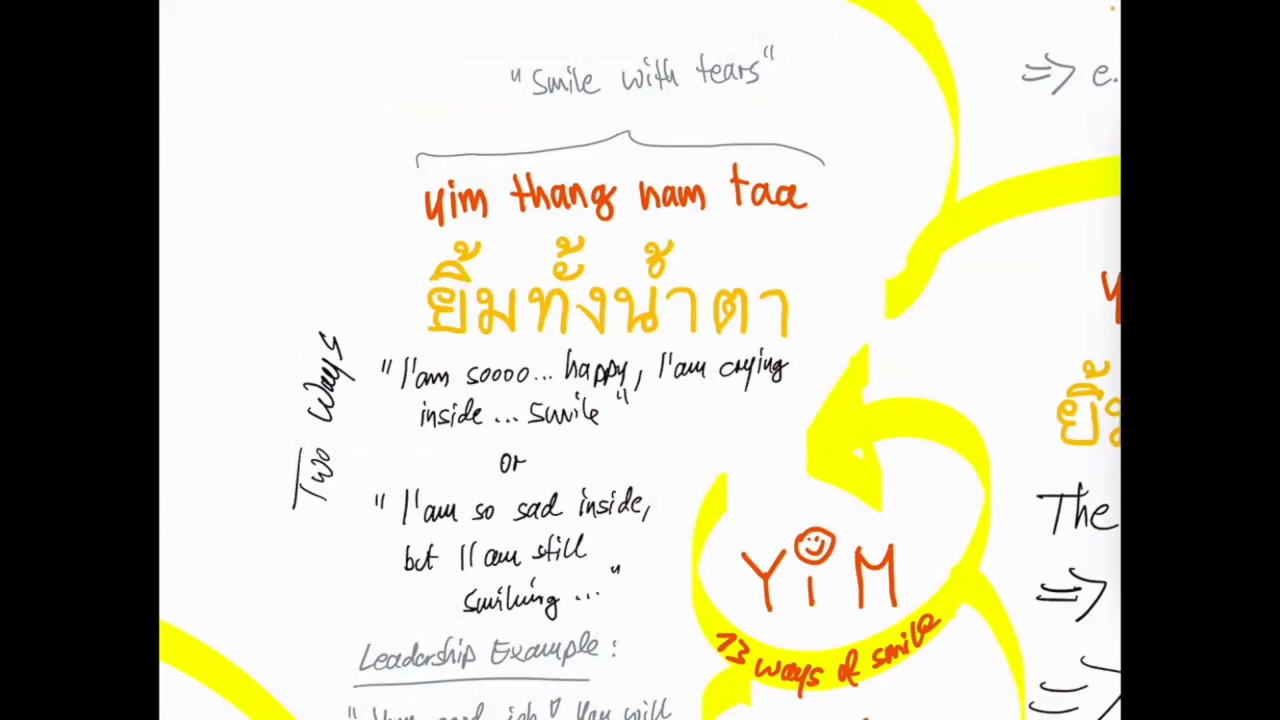 "Smile with tears"
yim thang nam taa
ยิ้มทั้งน้ำตา
Two Ways
"I'am soooo... happy, I'am crying
inside... smile"
or
"I'am so sad inside,
but I am still
smiling..."
Leadership Example:
will
=> e.
The
=>
YiM
13 ways of smile